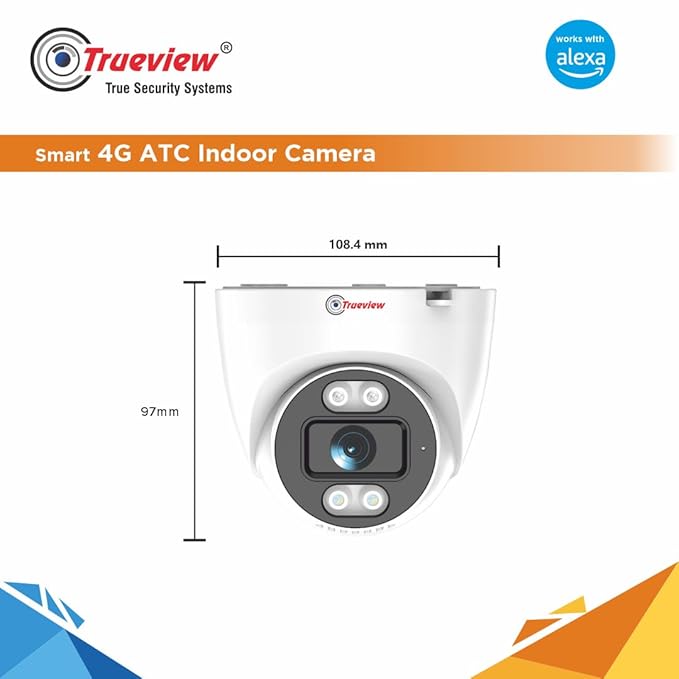 Trueview®
True Security Systems
works with
alexa
Smart 4G ATC Indoor Camera
108.4 mm
Trueview
97mm